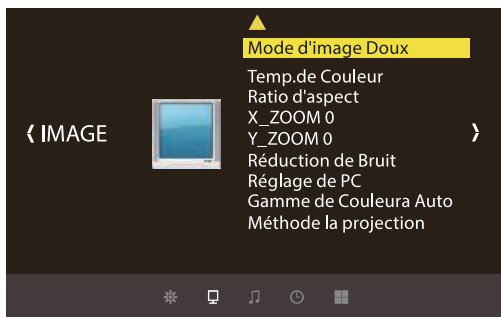 IMAGE
Mode d'image Doux
Temp.de Couleur
Ratio d'aspect
X_ZOOM 0
Y_ZOOM 0
Réduction de Bruit
Réglage de PC
Gamme de Couleura Auto
Méthode la projection